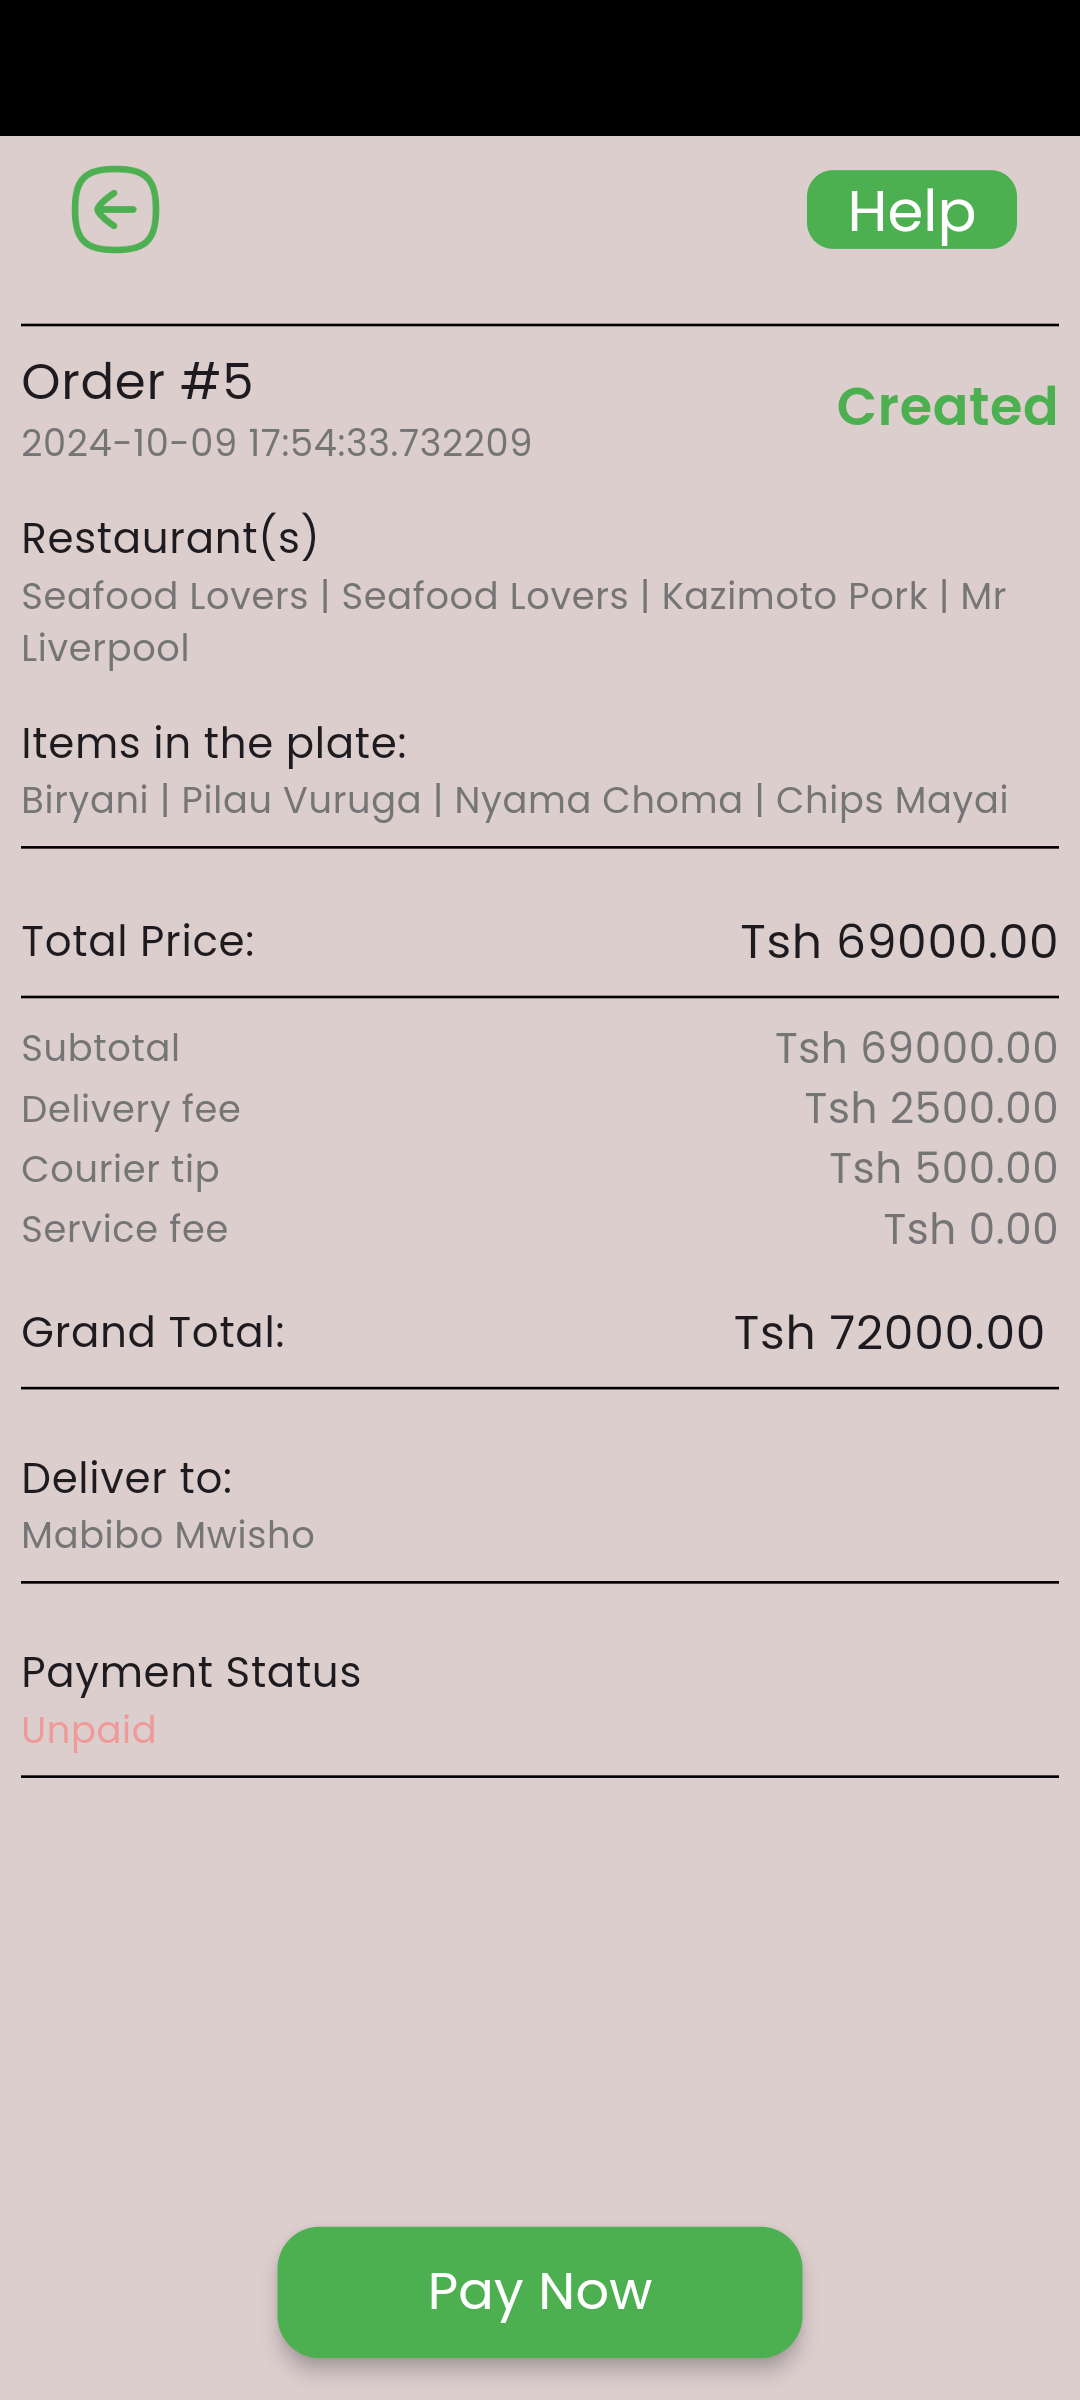 Help
Order #5
Created
2024-10-09 17:54:33.732209
Restaurant(s)
Seafood Lovers | Seafood Lovers | Kazimoto Pork | Mr
Liverpool
Items in the plate:
Biryani | Pilau Vuruga | Nyama Choma | Chips Mayai
Total Price: Tsh 69000.00
Subtotal Tsh 69000.00
Delivery fee Tsh 2500.00
Courier tip Tsh 500.00
Service fee Tsh 0.00
Grand Total: Tsh 72000.00
Deliver to:
Mabibo Mwisho
Payment Status
Unpaid
Pay Now